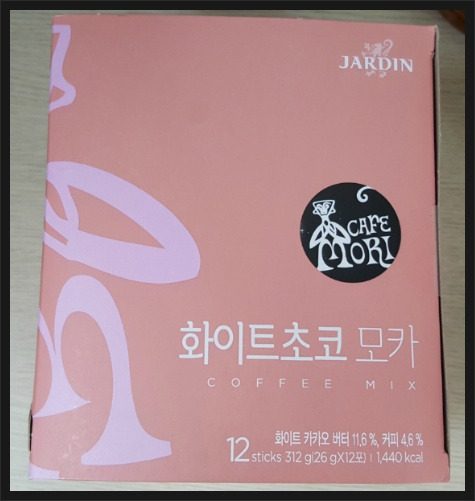 JARDIN
CAFE
MORI
화이트초코 모카
COFFEE MIX
화이트 카카오 버터 11.6 %, 커피 4.6 %
12 sticks 312 g(26 gX12포) | 1,440 kcal